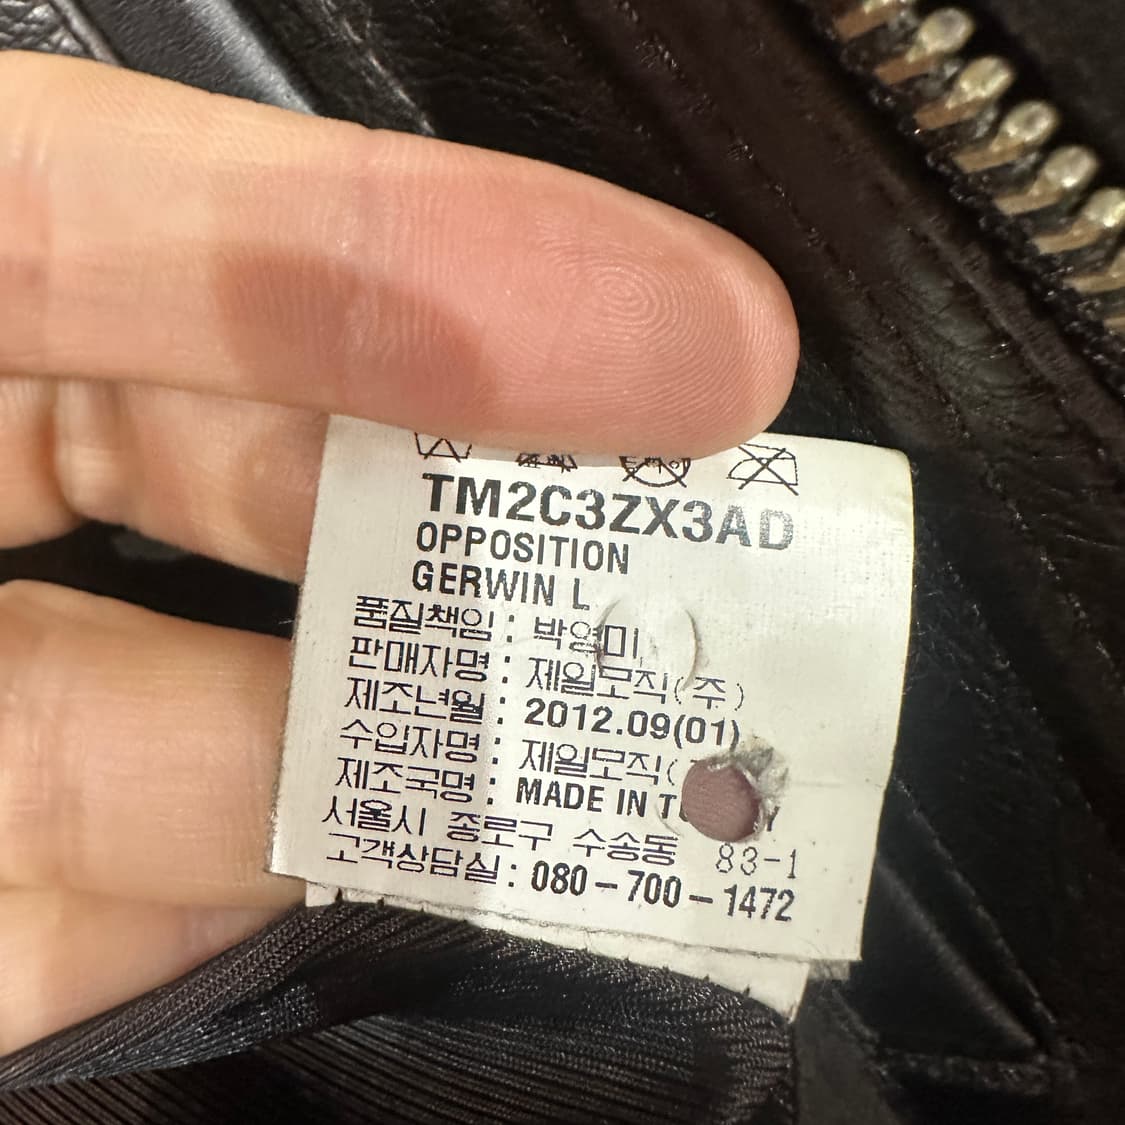 TM2C3ZX3AD
OPPOSITION
GERWIN L
품질책임 : 박영미
판매자명 : 제일모직(주)
제조년월 : 2012.09(01)
수입자명 : 제일모직(
제조국명 : MADE IN
서울시 종로구 수송동 83-1
고객상담실 : 080-700-1472